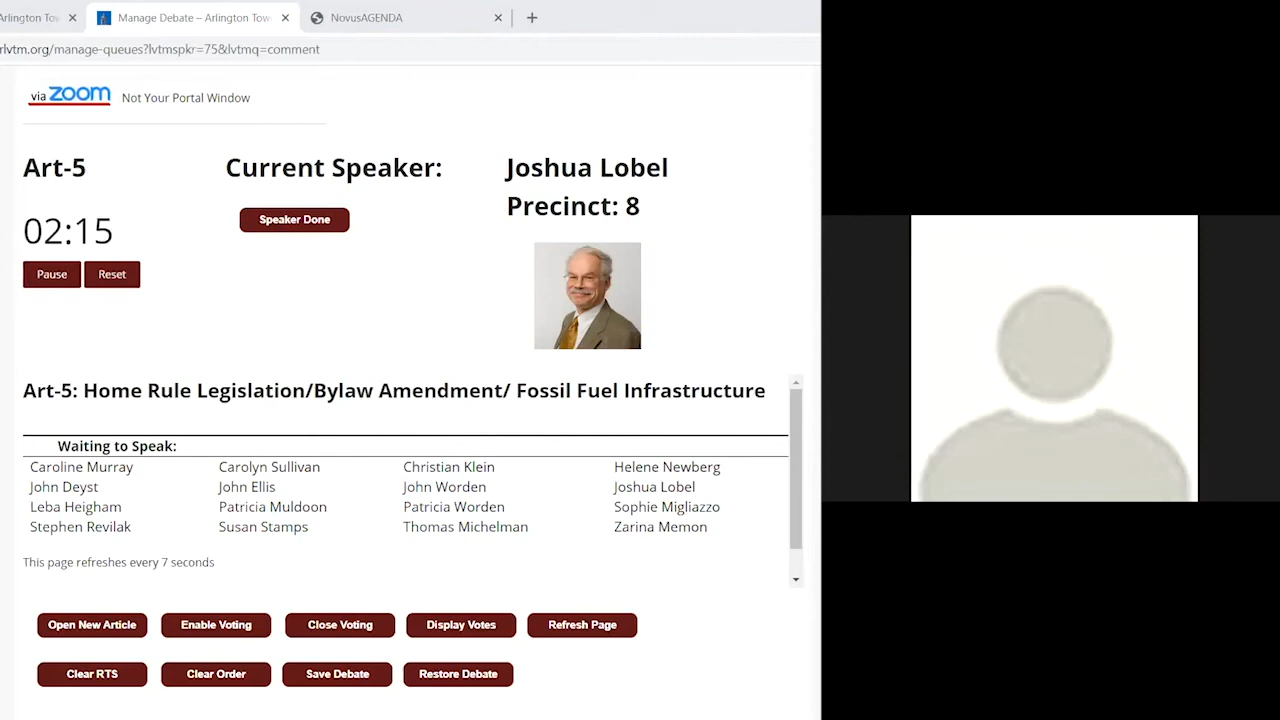 Arlington Tow
Manage Debate – Arlington Tow
NovusAGENDA
rlvtm.org/manage-queues?lvtmspkr=75&lvtmq=comment
via zoom Not Your Portal Window
Art-5 Current Speaker: Joshua Lobel
Precinct: 8
02:15
Speaker Done
Pause Reset
Art-5: Home Rule Legislation/Bylaw Amendment/ Fossil Fuel Infrastructure
Waiting to Speak:
Caroline Murray Carolyn Sullivan Christian Klein Helene Newberg
John Deyst John Ellis John Worden Joshua Lobel
Leba Heigham Patricia Muldoon Patricia Worden Sophie Migliazzo
Stephen Revilak Susan Stamps Thomas Michelman Zarina Memon
This page refreshes every 7 seconds
Open New Article Enable Voting Close Voting Display Votes Refresh Page
Clear RTS Clear Order Save Debate Restore Debate